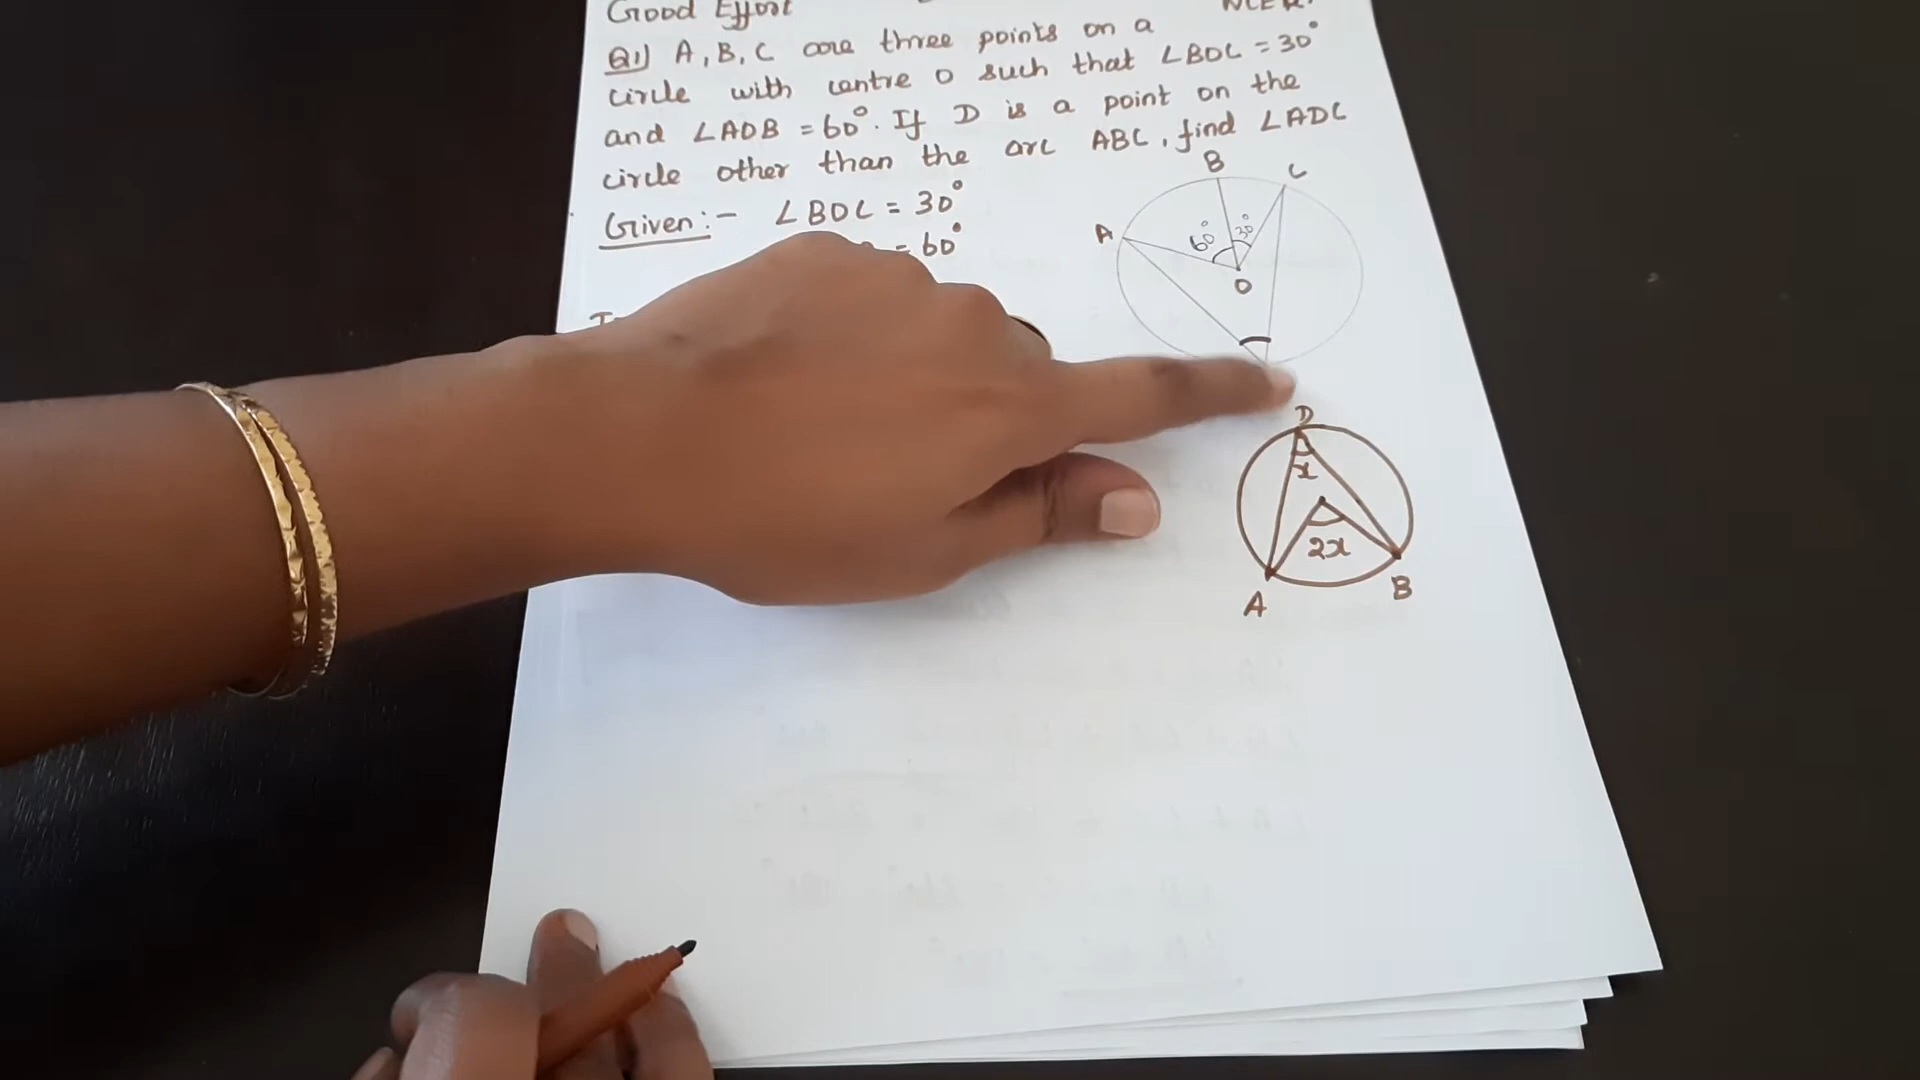 Good Effort
Q1) A, B, C are three points on a
circle with centre O such that ∠BOC = 30°
and ∠AOB = 60°. If D is a point on the
circle other than the arc ABC, find ∠ADC
Given:- ∠BOC = 30°
= 60°
B
C
A
60°
30°
O
D
x
2x
A
B